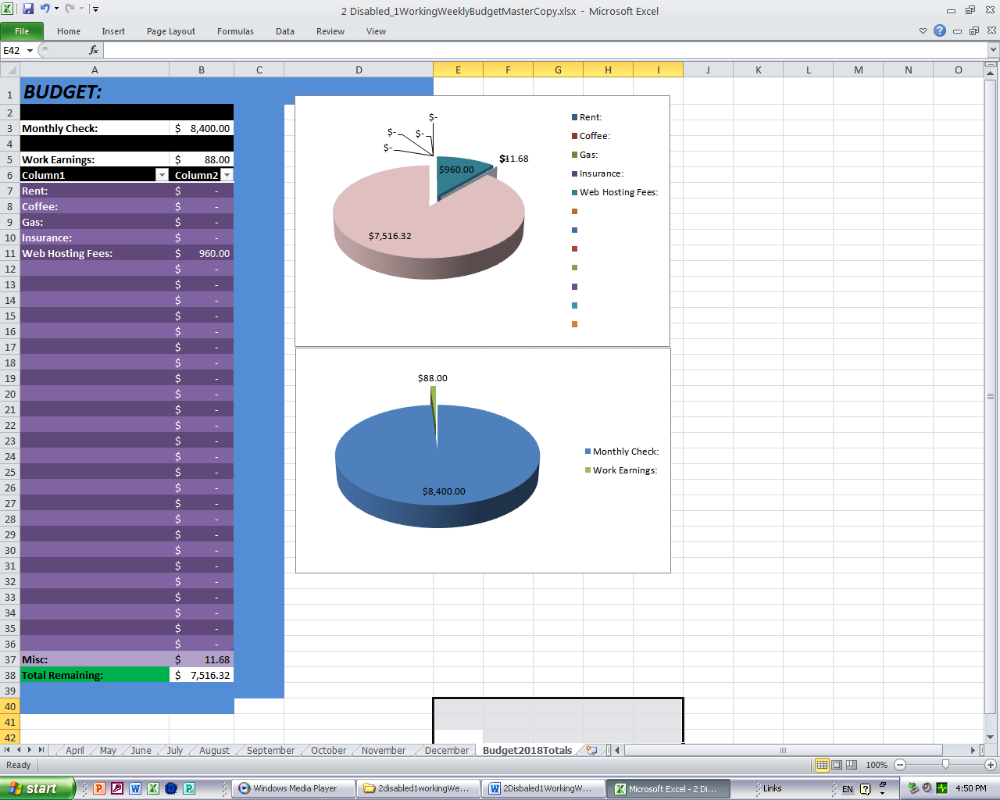 2 Disabled_1WorkingWeeklyBudgetMasterCopy.xlsx - Microsoft Excel
File Home Insert Page Layout Formulas Data Review View
E42 fx
A B C D E F G H I J K L M N O
1 BUDGET:
2
3 Monthly Check: $ 8,400.00
4
5 Work Earnings: $ 88.00
6 Column1 Column2
7 Rent: $ -
8 Coffee: $ -
9 Gas: $ -
10 Insurance: $ -
11 Web Hosting Fees: $ 960.00
12 $ -
13 $ -
14 $ -
15 $ -
16 $ -
17 $ -
18 $ -
19 $ -
20 $ -
21 $ -
22 $ -
23 $ -
24 $ -
25 $ -
26 $ -
27 $ -
28 $ -
29 $ -
30 $ -
31 $ -
32 $ -
33 $ -
34 $ -
35 $ -
36 $ -
37 Misc: $ 11.68
38 Total Remaining: $ 7,516.32
39
40
41
42
$-
$- $-
$-
$11.68
$960.00
$7,516.32
Rent:
Coffee:
Gas:
Insurance:
Web Hosting Fees:
$88.00
$8,400.00
Monthly Check:
Work Earnings:
April May June July August September October November December Budget2018Totals
Ready 100%
start Windows Media Player 2disabled1workingWe... 2Disbaled1WorkingW... Microsoft Excel - 2 Di... Links EN 4:50 PM